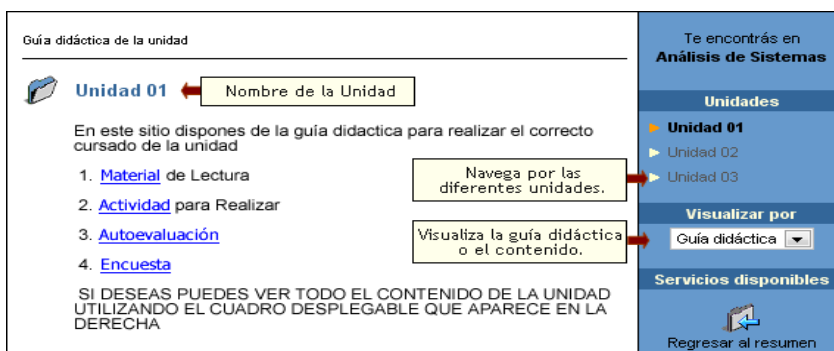 Guía didáctica de la unidad
Unidad 01
Nombre de la Unidad
En este sitio dispones de la guía didactica para realizar el correcto
cursado de la unidad
1. Material de Lectura
2. Actividad para Realizar
3. Autoevaluación
4. Encuesta
SI DESEAS PUEDES VER TODO EL CONTENIDO DE LA UNIDAD
UTILIZANDO EL CUADRO DESPLEGABLE QUE APARECE EN LA
DERECHA
Navega por las
diferentes unidades.
Visualiza la guía didáctica
o el contenido.
Te encontrás en
Análisis de Sistemas
Unidades
Unidad 01
Unidad 02
Unidad 03
Visualizar por
Guía didáctica
Servicios disponibles
Regresar al resumen